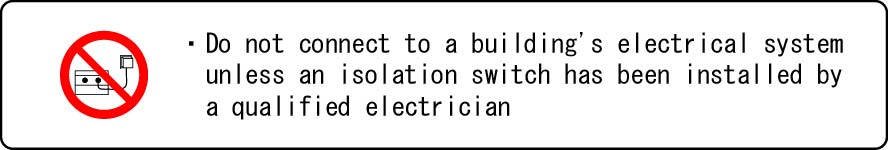 ・Do not connect to a building's electrical system
unless an isolation switch has been installed by
a qualified electrician